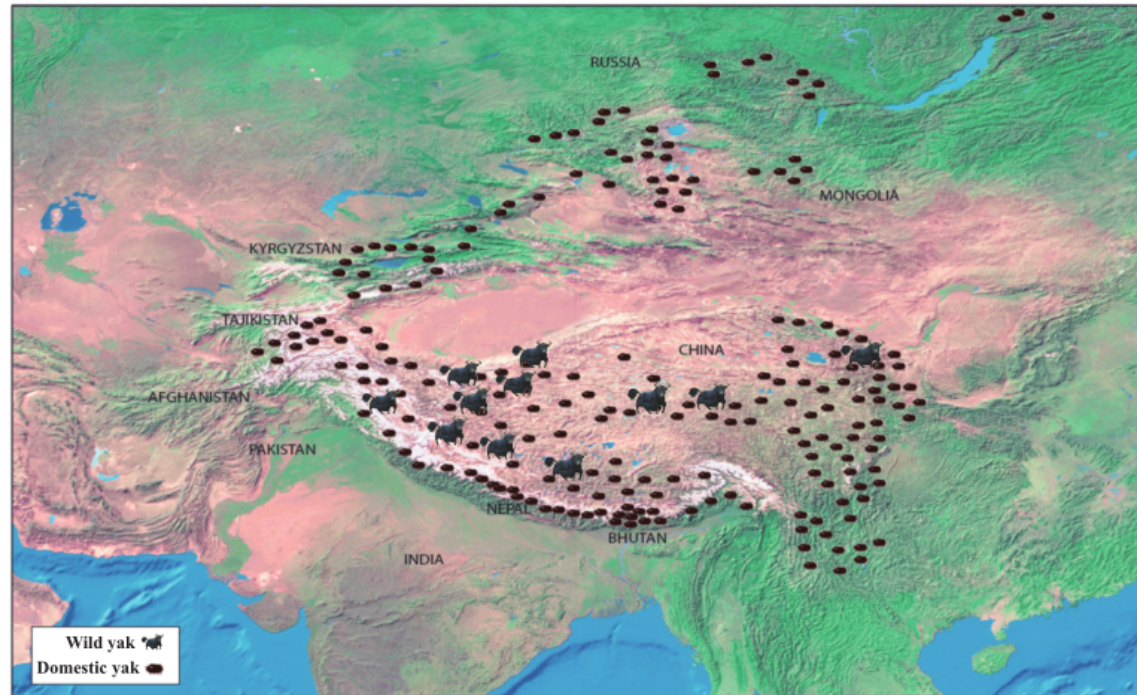 RUSSIA
MONGOLIA
KYRGYZSTAN
TAJIKISTAN
CHINA
AFGHANISTAN
PAKISTAN
NEPAL
BHUTAN
INDIA
Wild yak
Domestic yak